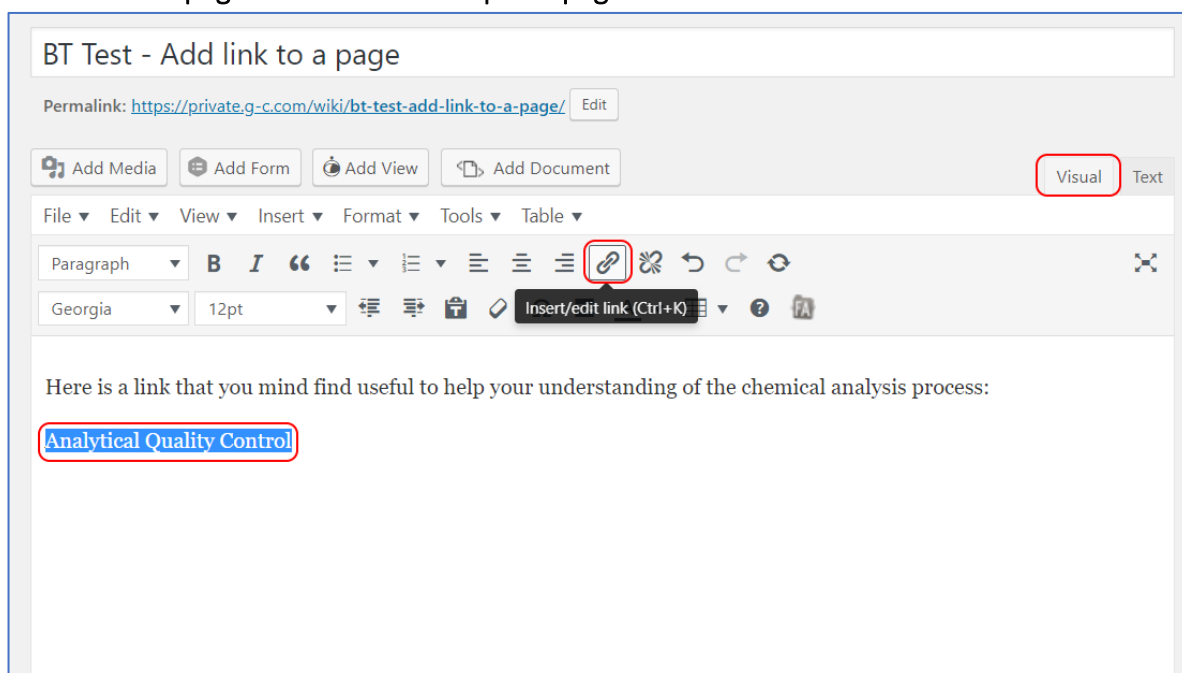 BT Test - Add link to a page
Permalink: https://private.g-c.com/wiki/bt-test-add-link-to-a-page/ Edit
Add Media Add Form Add View Add Document
Visual Text
File Edit View Insert Format Tools Table
Paragraph B I
Georgia 12pt Insert/edit link (Ctrl+K) FA
Here is a link that you mind find useful to help your understanding of the chemical analysis process:
Analytical Quality Control